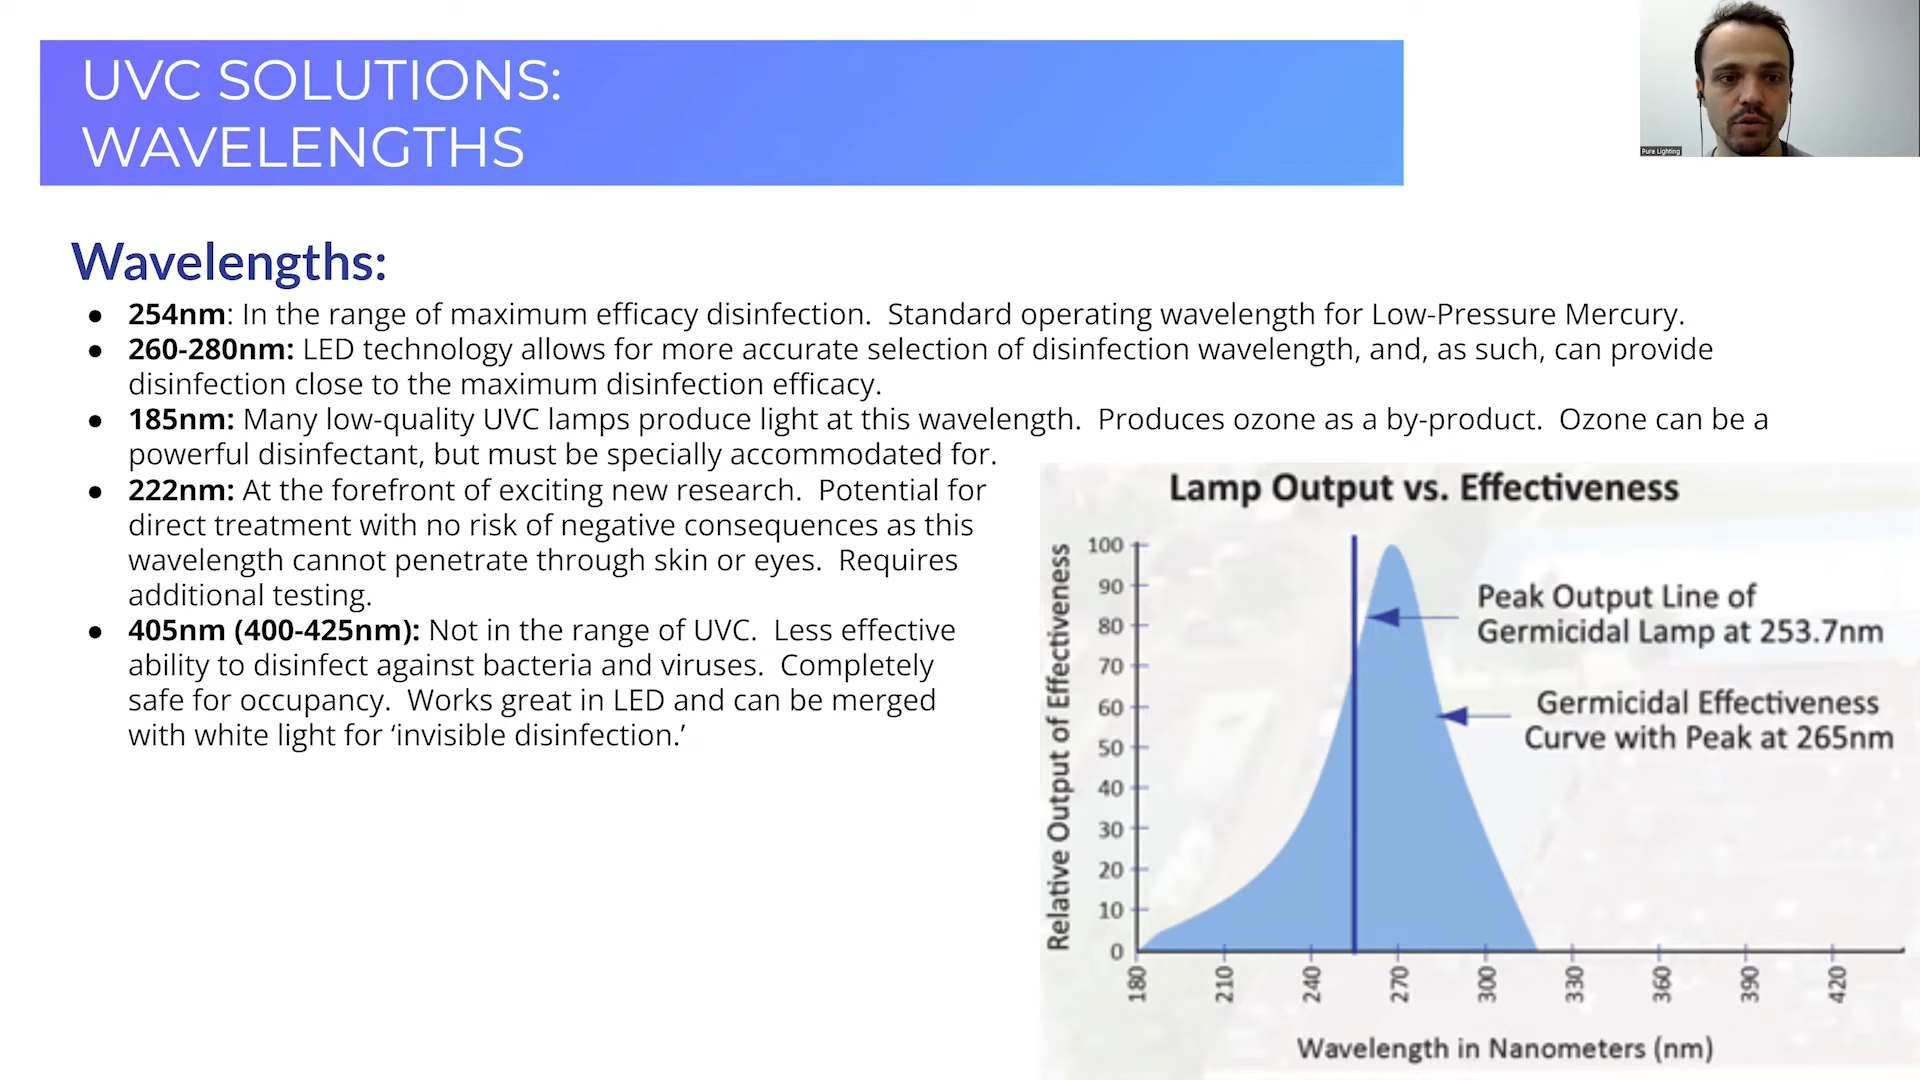 UVC SOLUTIONS:
WAVELENGTHS
Pure Lighting
Wavelengths:
● 254nm: In the range of maximum efficacy disinfection. Standard operating wavelength for Low-Pressure Mercury.
● 260-280nm: LED technology allows for more accurate selection of disinfection wavelength, and, as such, can provide
disinfection close to the maximum disinfection efficacy.
● 185nm: Many low-quality UVC lamps produce light at this wavelength. Produces ozone as a by-product. Ozone can be a
powerful disinfectant, but must be specially accommodated for.
● 222nm: At the forefront of exciting new research. Potential for
direct treatment with no risk of negative consequences as this
wavelength cannot penetrate through skin or eyes. Requires
additional testing.
● 405nm (400-425nm): Not in the range of UVC. Less effective
ability to disinfect against bacteria and viruses. Completely
safe for occupancy. Works great in LED and can be merged
with white light for ‘invisible disinfection.’
Lamp Output vs. Effectiveness
Relative Output of Effectiveness
100
90
80
70
60
50
40
30
20
10
0
Peak Output Line of
Germicidal Lamp at 253.7nm
Germicidal Effectiveness
Curve with Peak at 265nm
180
210
240
270
300
330
360
390
420
Wavelength in Nanometers (nm)